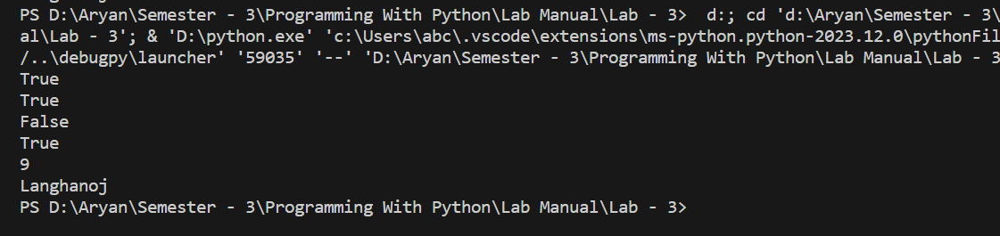 PS D:\Aryan\Semester - 3\Programming With Python\Lab Manual\Lab - 3>  d:; cd 'd:\Aryan\Semester - 3\
al\Lab - 3'; & 'D:\python.exe' 'c:\Users\abc\.vscode\extensions\ms-python.python-2023.12.0\pythonFil
/..\debugpy\launcher' '59035' '--' 'D:\Aryan\Semester - 3\Programming With Python\Lab Manual\Lab - 3
True
True
False
True
9
Langhanoj
PS D:\Aryan\Semester - 3\Programming With Python\Lab Manual\Lab - 3>